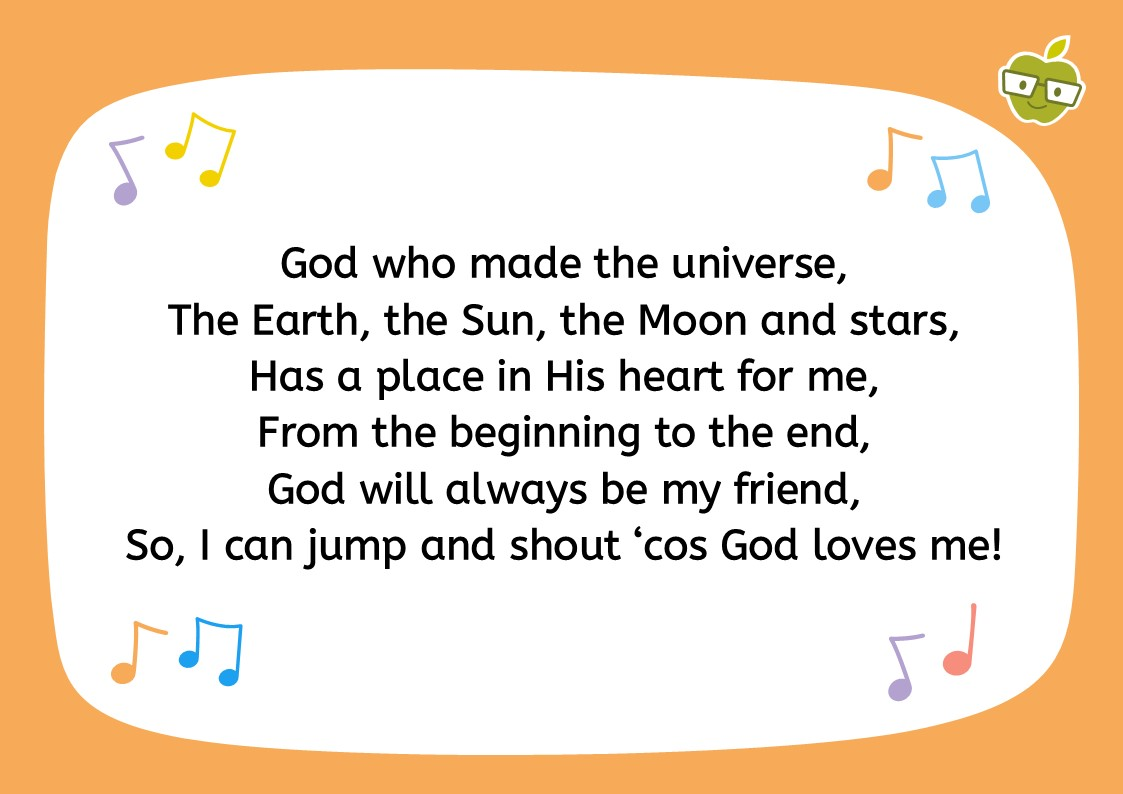 God who made the universe,
The Earth, the Sun, the Moon and stars,
Has a place in His heart for me,
From the beginning to the end,
God will always be my friend,
So, I can jump and shout ‘cos God loves me!